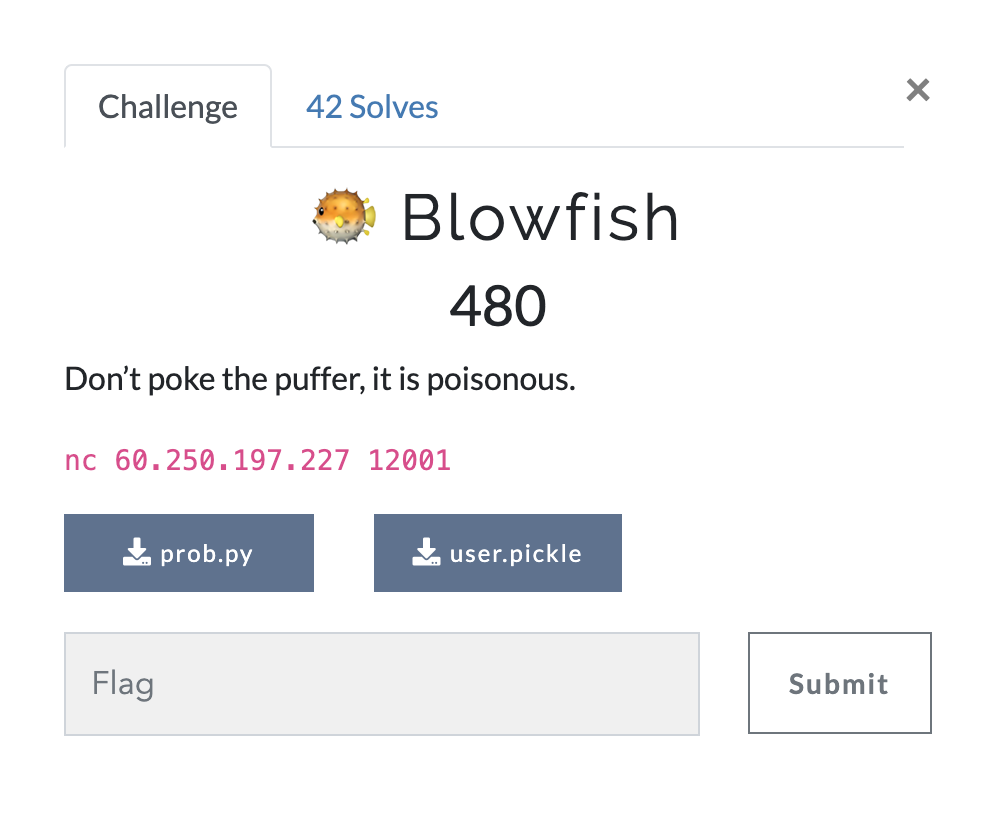 Challenge
42 Solves
×
🐡 Blowfish
480
Don’t poke the puffer, it is poisonous.
nc 60.250.197.227 12001
prob.py
user.pickle
Flag
Submit